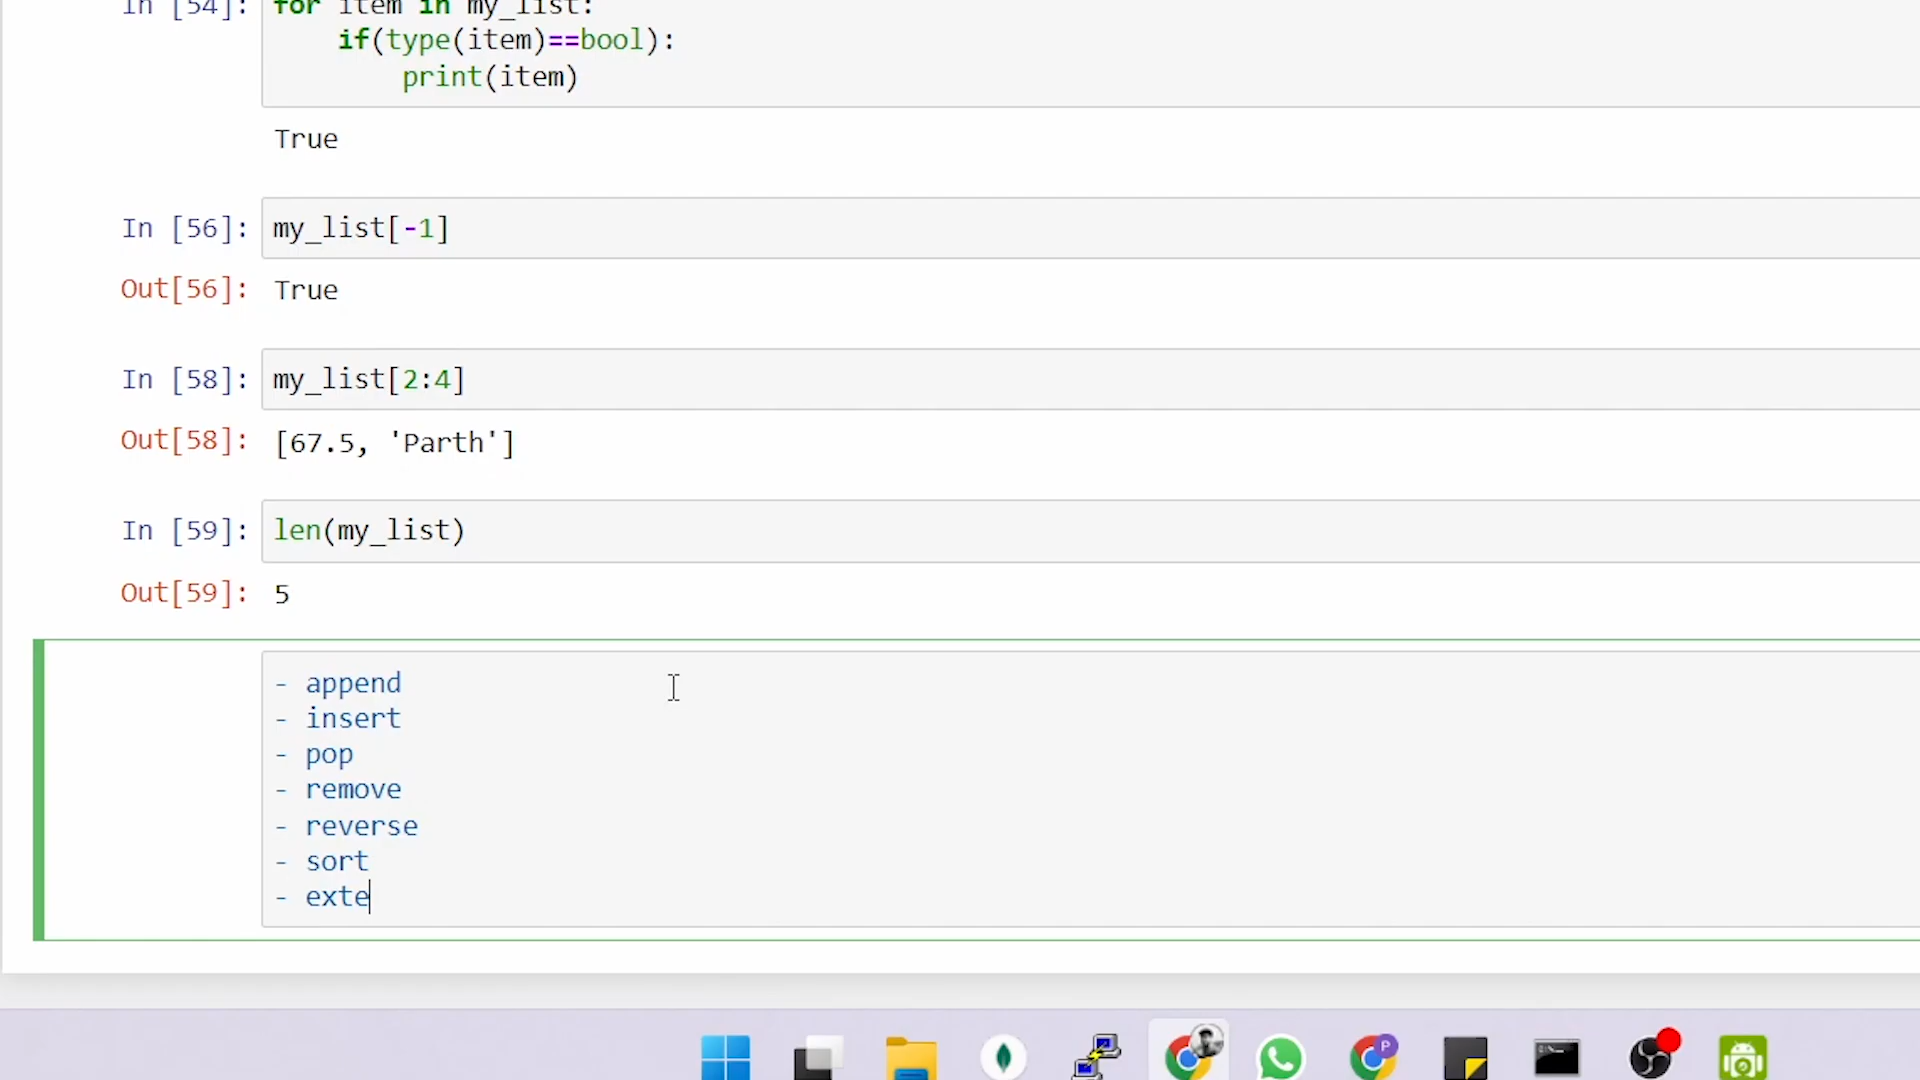 In [54]: for item in my_list:
if(type(item)==bool):
print(item)
True
In [56]: my_list[-1]
Out[56]: True
In [58]: my_list[2:4]
Out[58]: [67.5, 'Parth']
In [59]: len(my_list)
Out[59]: 5
- append
- insert
- pop
- remove
- reverse
- sort
- exte
P